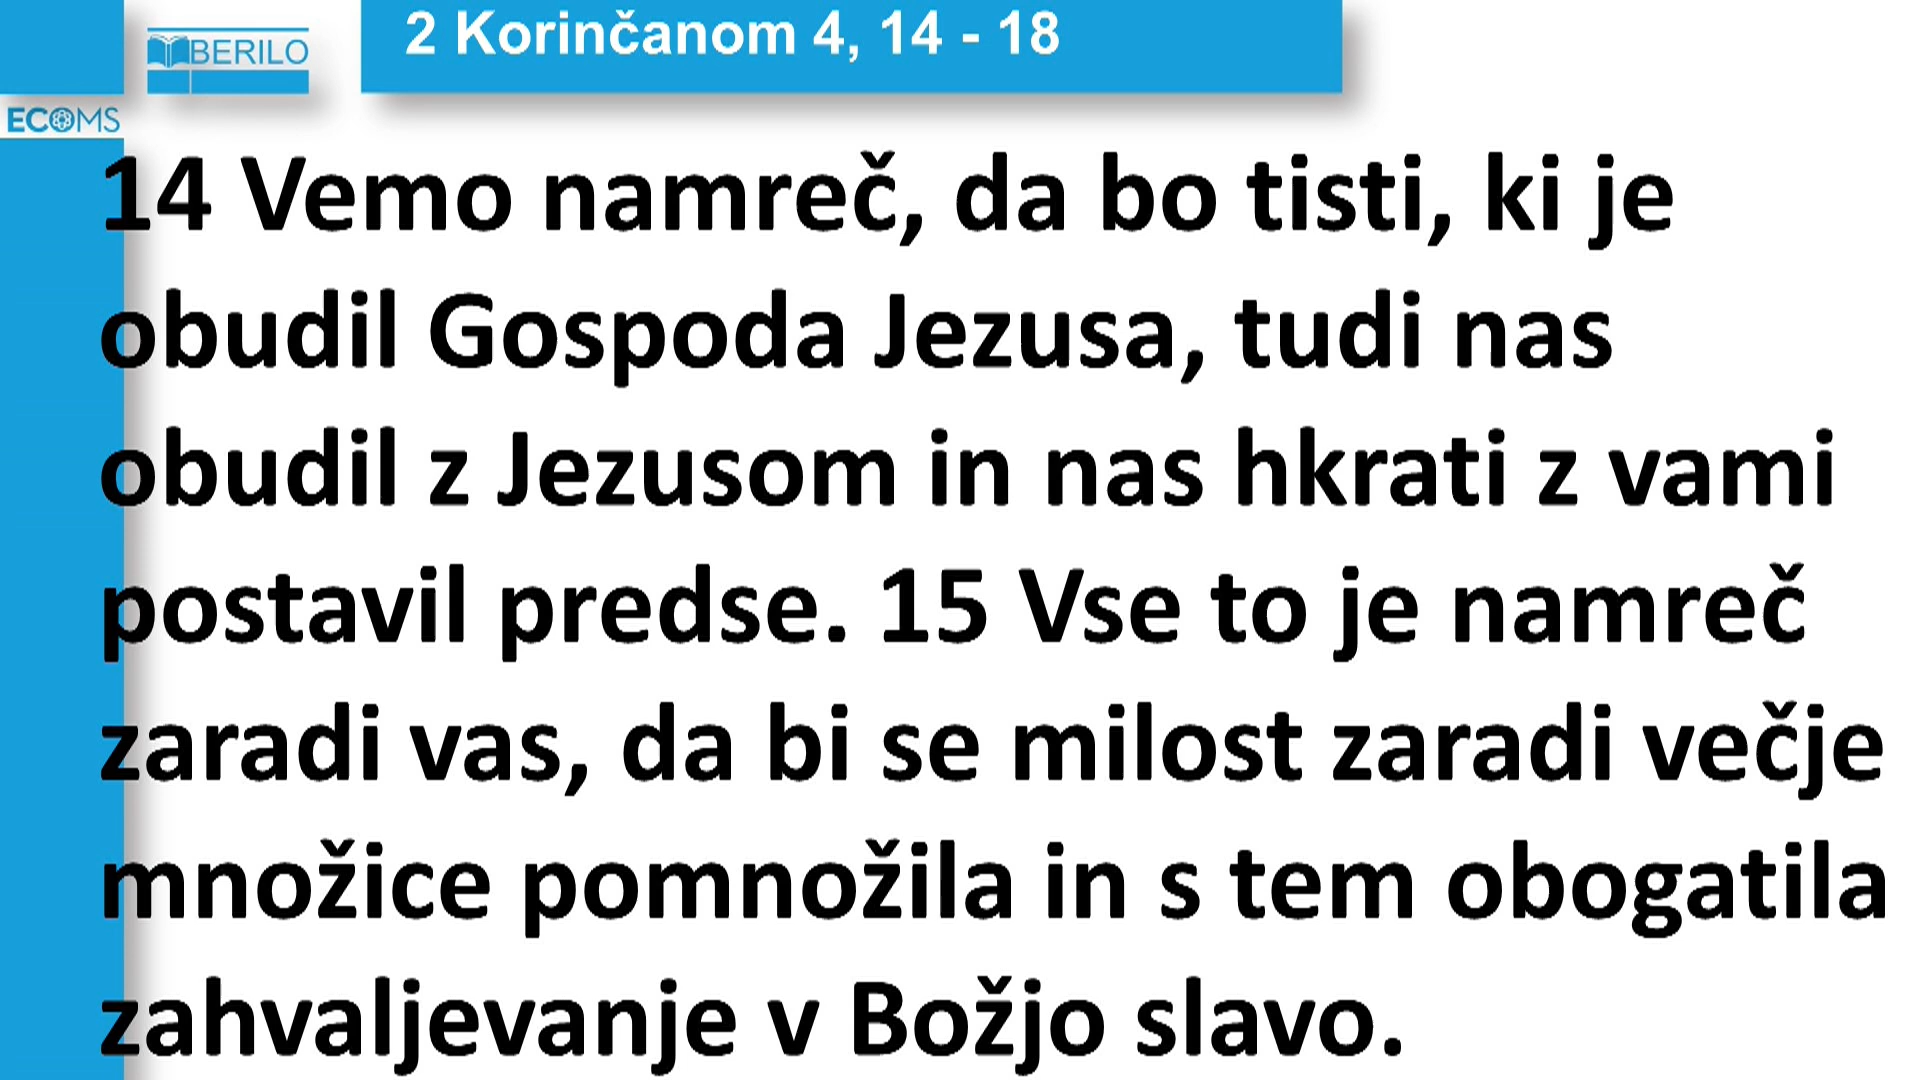 2 Korinčanom 4, 14 - 18
BERILO
ECOMS
14 Vemo namreč, da bo tisti, ki je
obudil Gospoda Jezusa, tudi nas
obudil z Jezusom in nas hkrati z vami
postavil predse. 15 Vse to je namreč
zaradi vas, da bi se milost zaradi večje
množice pomnožila in s tem obogatila
zahvaljevanje v Božjo slavo.